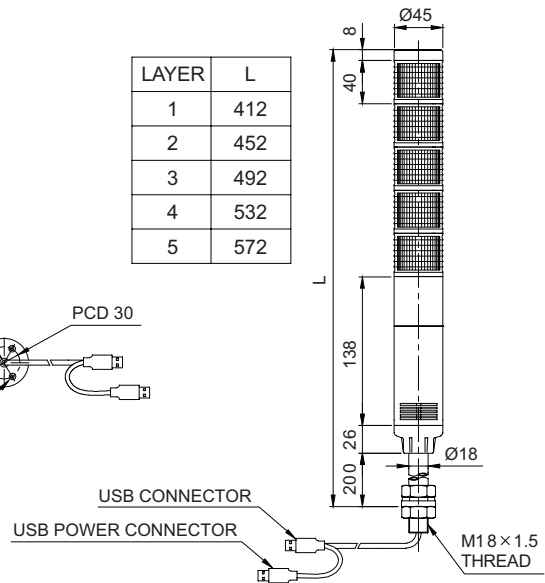 LAYER L
1 412
2 452
3 492
4 532
5 572
Ø45
8
40
L
138
26
200
Ø18
PCD 30
USB CONNECTOR
USB POWER CONNECTOR
M18×1.5
THREAD